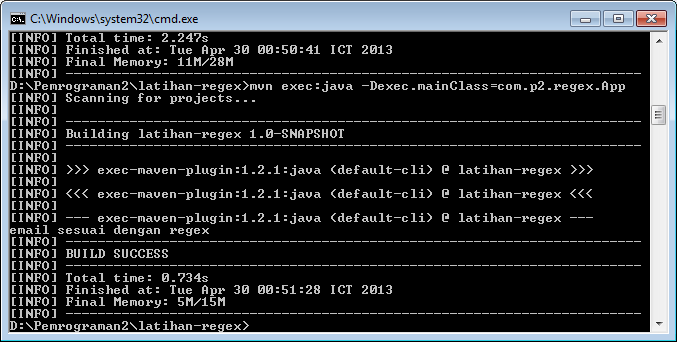 C:\Windows\system32\cmd.exe
[INFO] Total time: 2.247s
[INFO] Finished at: Tue Apr 30 00:50:41 ICT 2013
[INFO] Final Memory: 11M/28M
[INFO] ------------------------------------------------------------------------
D:\Pemrograman2\latihan-regex>mvn exec:java -Dexec.mainClass=com.p2.regex.App
[INFO] Scanning for projects...
[INFO]
[INFO] ------------------------------------------------------------------------
[INFO] Building latihan-regex 1.0-SNAPSHOT
[INFO] ------------------------------------------------------------------------
[INFO]
[INFO] >>> exec-maven-plugin:1.2.1:java (default-cli) @ latihan-regex >>>
[INFO]
[INFO] <<< exec-maven-plugin:1.2.1:java (default-cli) @ latihan-regex <<<
[INFO]
[INFO] --- exec-maven-plugin:1.2.1:java (default-cli) @ latihan-regex ---
email sesuai dengan regex
[INFO] ------------------------------------------------------------------------
[INFO] BUILD SUCCESS
[INFO] ------------------------------------------------------------------------
[INFO] Total time: 0.734s
[INFO] Finished at: Tue Apr 30 00:51:28 ICT 2013
[INFO] Final Memory: 5M/15M
[INFO] ------------------------------------------------------------------------
D:\Pemrograman2\latihan-regex>